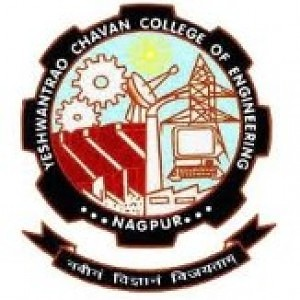 YESHWANTRAO CHAVAN COLLEGE OF ENGINEERING
NAGPUR
नवीनं विज्ञानं विजयताम्